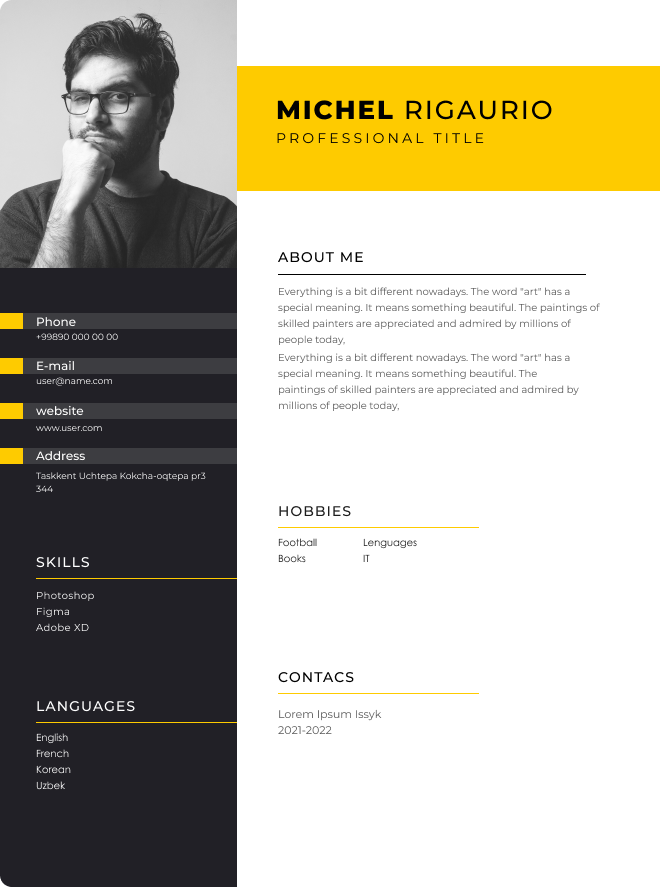 MICHEL RIGAURIO
PROFESSIONAL TITLE
Phone
+99890 000 00 00
E-mail
user@name.com
website
www.user.com
Address
Taskkent Uchtepa Kokcha-oqtepa pr3
344
SKILLS
Photoshop
Figma
Adobe XD
LANGUAGES
English
French
Korean
Uzbek
ABOUT ME
Everything is a bit different nowadays. The word "art" has a
special meaning. It means something beautiful. The paintings of
skilled painters are appreciated and admired by millions of
people today,
Everything is a bit different nowadays. The word "art" has a
special meaning. It means something beautiful. The
paintings of skilled painters are appreciated and admired by
millions of people today,
HOBBIES
Football Lenguages
Books IT
CONTACS
Lorem Ipsum Issyk
2021-2022